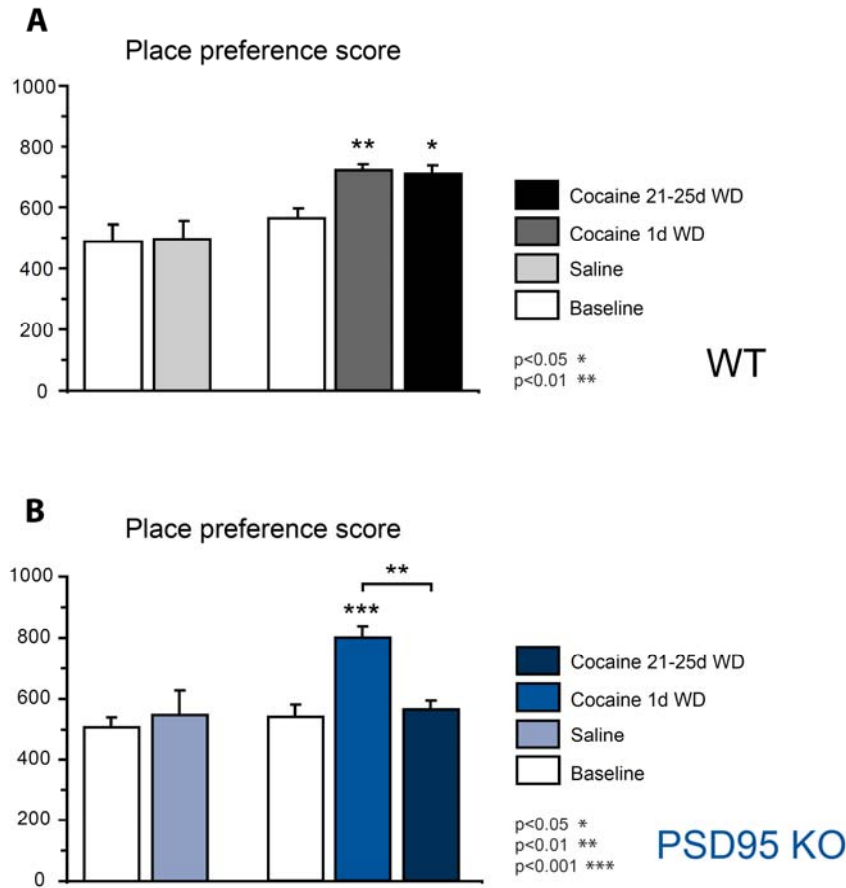 A
Place preference score
1000
800
600
400
200
0
** *
Cocaine 21-25d WD
Cocaine 1d WD
Saline
Baseline
p<0.05 *
p<0.01 **
WT
B
Place preference score
1000
800
600
400
200
0
**
***
Cocaine 21-25d WD
Cocaine 1d WD
Saline
Baseline
p<0.05 *
p<0.01 **
p<0.001 ***
PSD95 KO